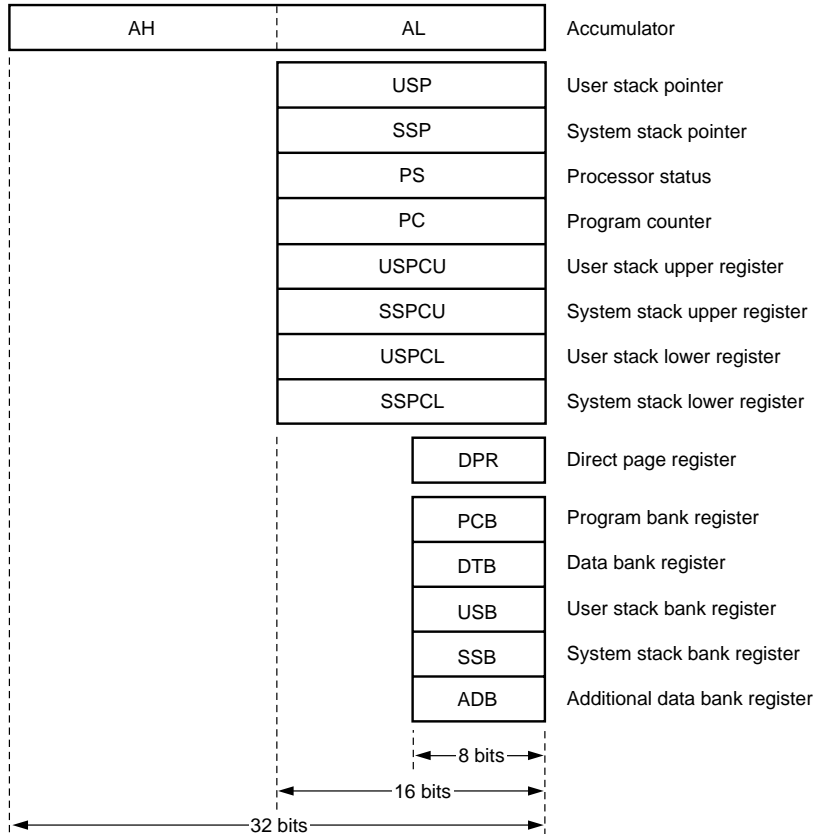 AH AL Accumulator
USP User stack pointer
SSP System stack pointer
PS Processor status
PC Program counter
USPCU User stack upper register
SSPCU System stack upper register
USPCL User stack lower register
SSPCL System stack lower register
DPR Direct page register
PCB Program bank register
DTB Data bank register
USB User stack bank register
SSB System stack bank register
ADB Additional data bank register
8 bits
16 bits
32 bits